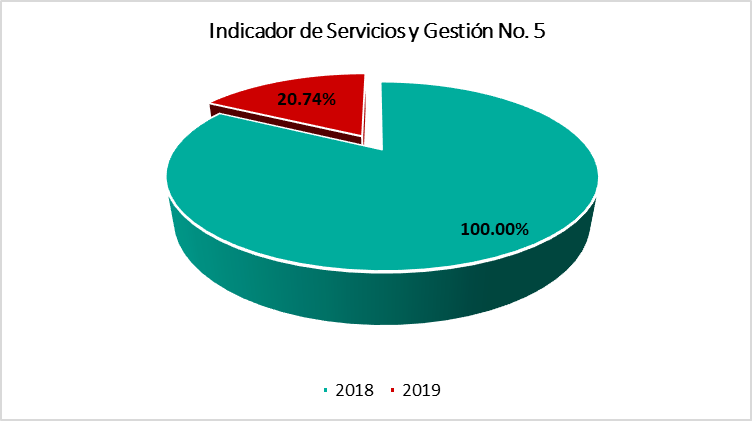 Indicador de Servicios y Gestión No. 5
20.74%
100.00%
2018 2019